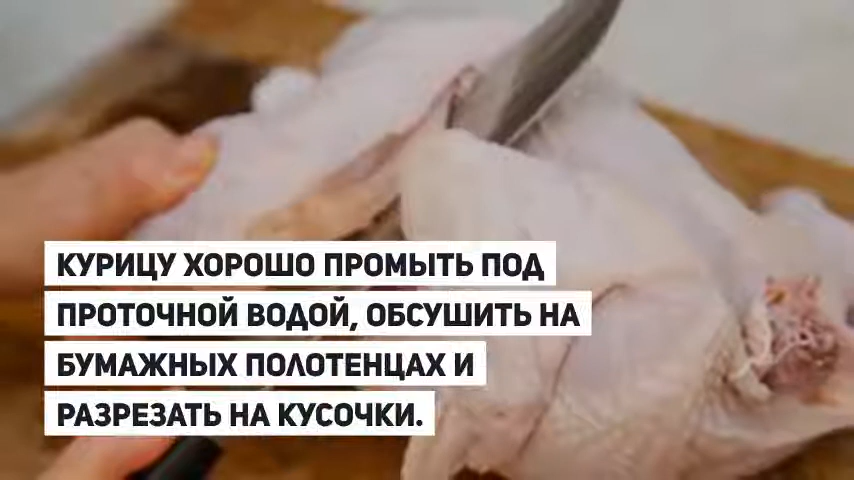 КУРИЦУ ХОРОШО ПРОМЫТЬ ПОД
ПРОТОЧНОЙ ВОДОЙ, ОБСУШИТЬ НА
БУМАЖНЫХ ПОЛОТЕНЦАХ И
РАЗРЕЗАТЬ НА КУСОЧКИ.